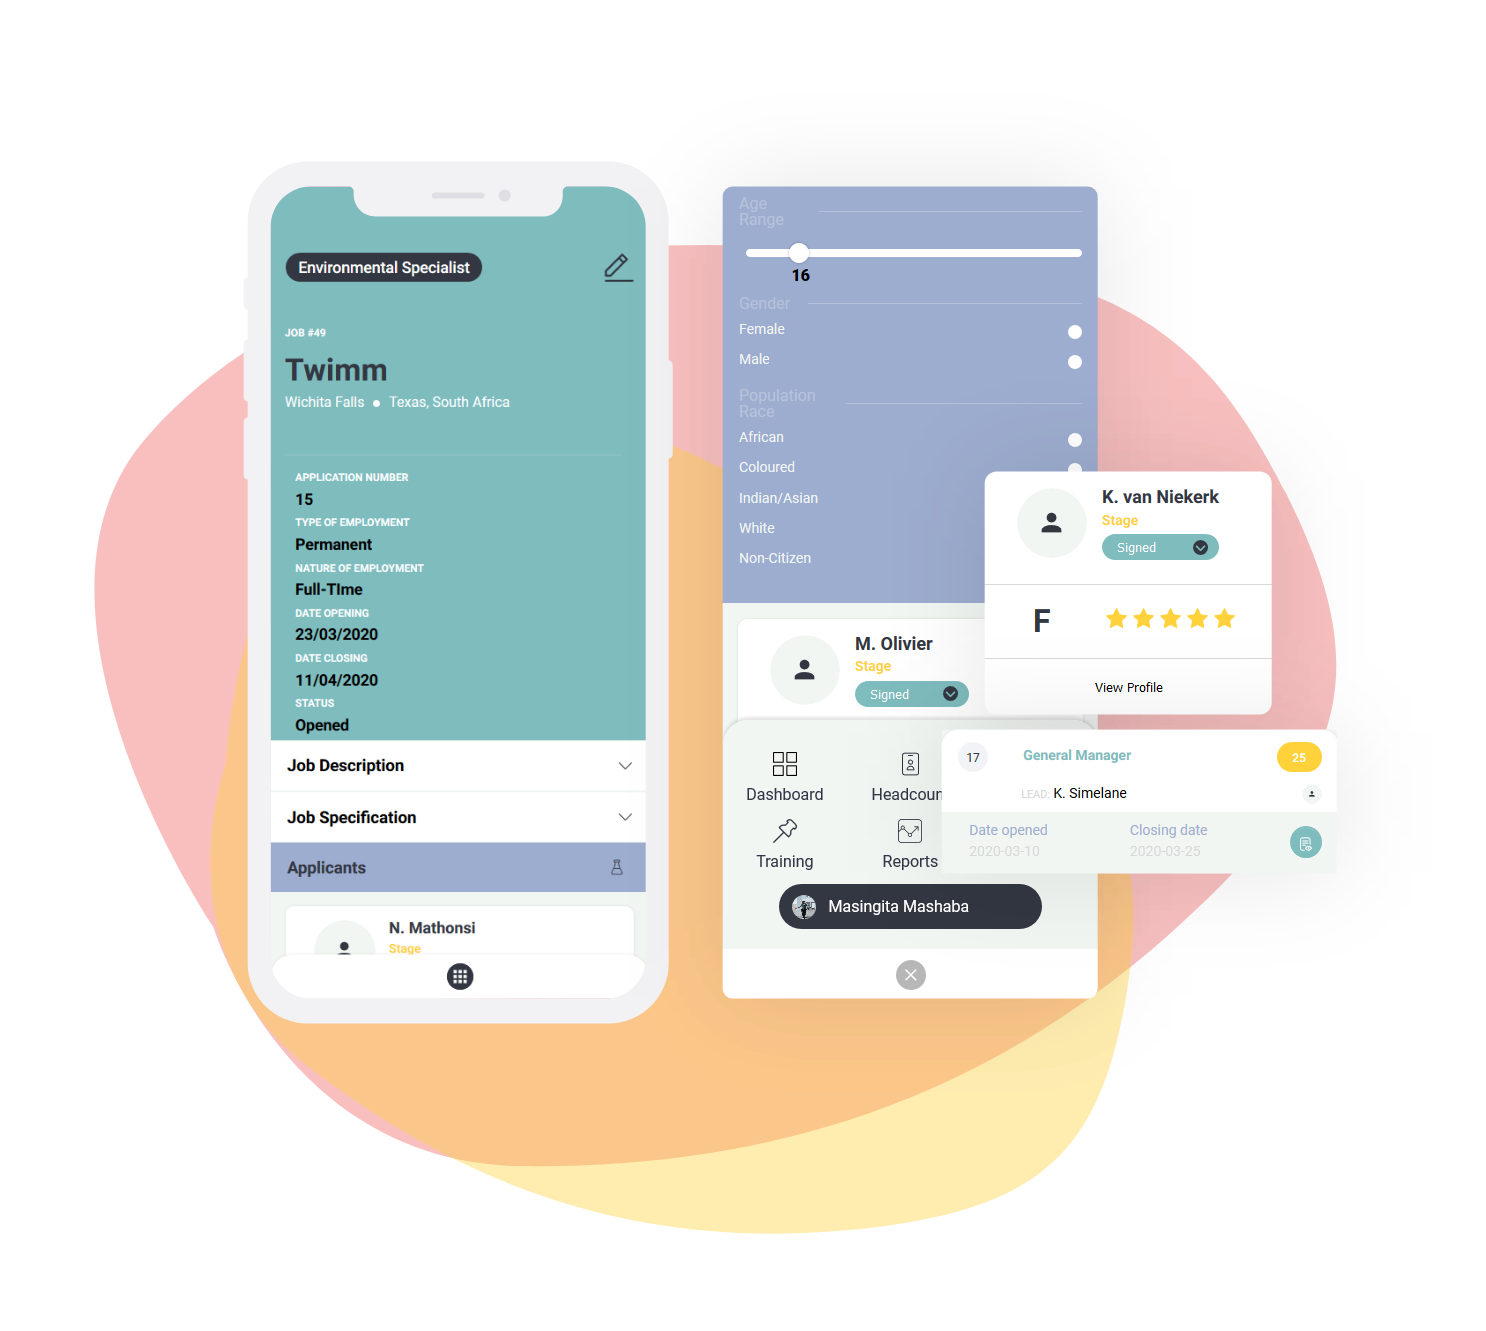 Environmental Specialist
JOB #49
Twimm
Wichita Falls ● Texas, South Africa
APPLICATION NUMBER
15
TYPE OF EMPLOYMENT
Permanent
NATURE OF EMPLOYMENT
Full-TIme
DATE OPENING
23/03/2020
DATE CLOSING
11/04/2020
STATUS
Opened
Job Description
Job Specification
Applicants
N. Mathonsi
Stage
Age
Range
16
Gender
Female
Male
Population
Race
African
Coloured
Indian/Asian
White
Non-Citizen
M. Olivier
Stage
Signed
K. van Niekerk
Stage
Signed
F
View Profile
Dashboard
Headcoun
Training
Reports
Masingita Mashaba
17
General Manager
25
LEAD: K. Simelane
Date opened
Closing date
2020-03-10
2020-03-25